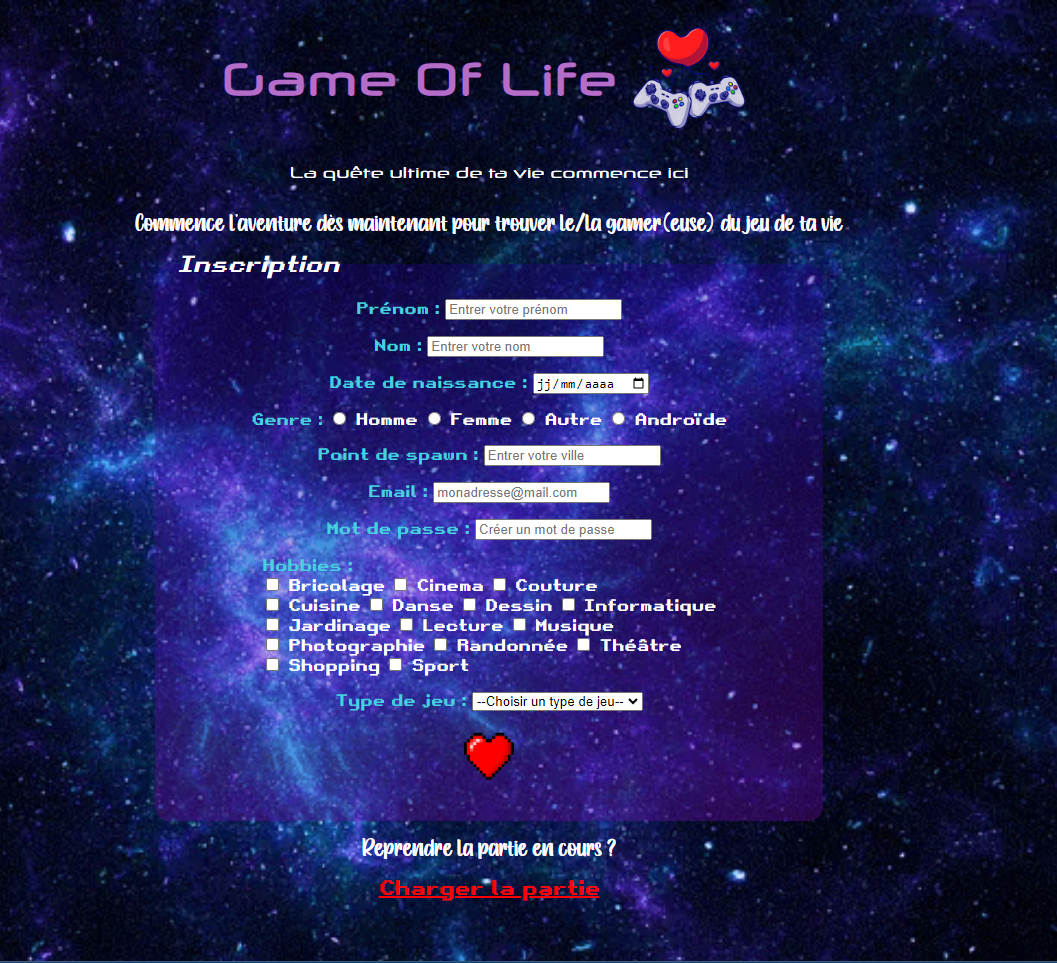 Game Of Life
La quête ultime de ta vie commence ici
Commence l'aventure dès maintenant pour trouver le/la gamer(euse) du jeu de ta vie
Inscription
Prénom : Entrer votre prénom
Nom : Entrer votre nom
Date de naissance : jj/mm/aaaa
Genre : Homme Femme Autre Androïde
Point de spawn : Entrer votre ville
Email : monadresse@mail.com
Mot de passe : Créer un mot de passe
Hobbies :
Bricolage Cinema Couture
Cuisine Danse Dessin Informatique
Jardinage Lecture Musique
Photographie Randonnée Théâtre
Shopping Sport
Type de jeu : --Choisir un type de jeu--
Reprendre la partie en cours ?
Charger la partie